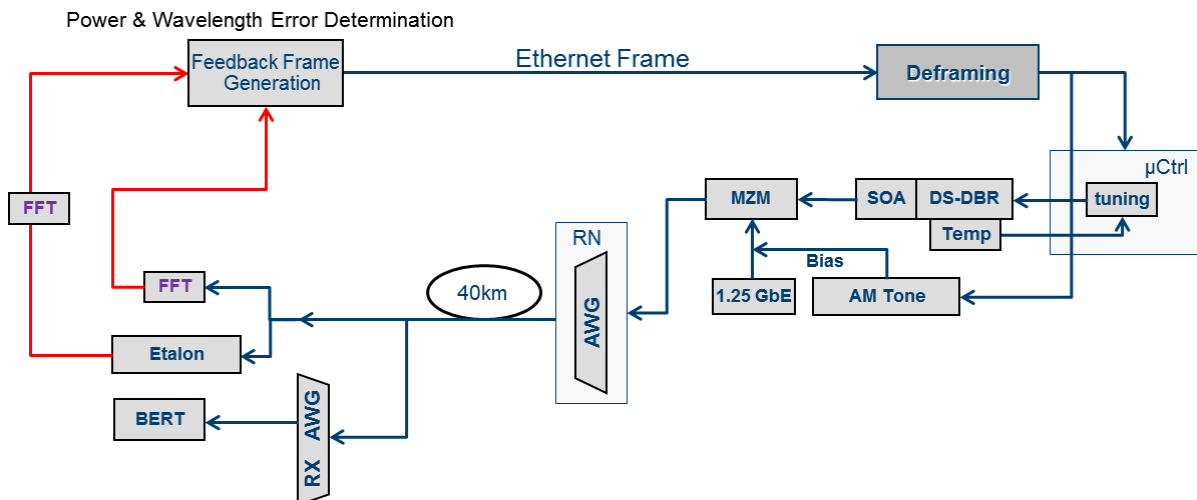 Power & Wavelength Error Determination
Feedback Frame
Generation
Ethernet Frame
Deframing
µCtrl
tuning
MZM
SOA
DS-DBR
Temp
Bias
1.25 GbE
AM Tone
RN
AWG
40km
FFT
FFT
Etalon
BERT
RX AWG